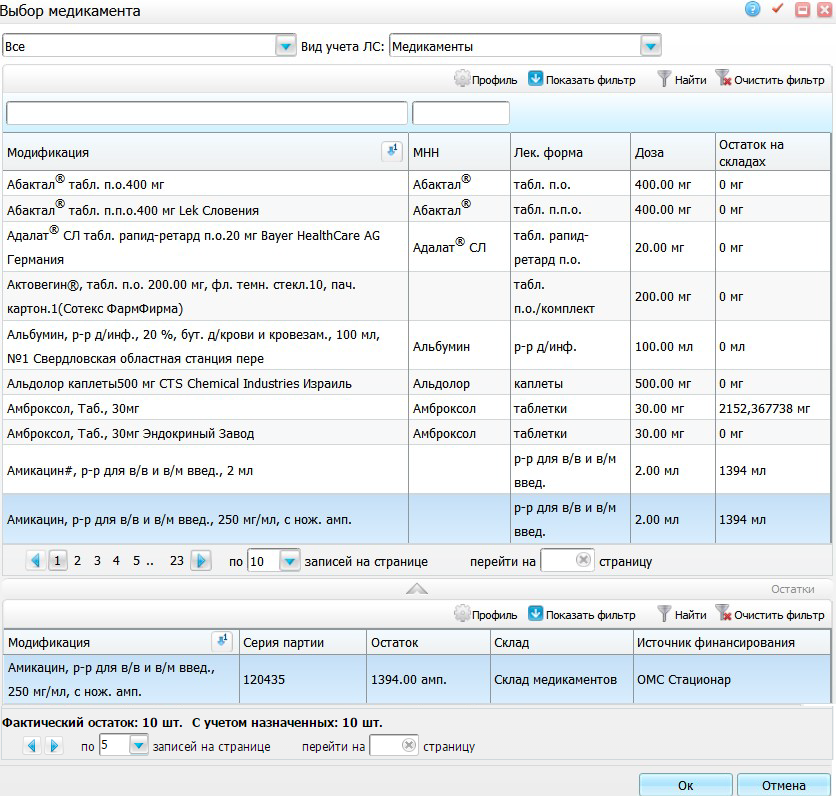 Выбор медикамента
Все Вид учета ЛС: Медикаменты
Профиль Показать фильтр Найти Очистить фильтр
Модификация МНН Лек. форма Доза Остаток на складах
Абактал® табл. п.о.400 мг Абактал® табл. п.о. 400.00 мг 0 мг
Абактал® табл. п.п.о.400 мг Lek Словения Абактал® табл. п.п.о. 400.00 мг 0 мг
Адалат® СЛ табл. рапид-ретард п.о.20 мг Bayer HealthCare AG
Германия Адалат® СЛ табл. рапид-
ретард п.о. 20.00 мг 0 мг
Актовегин®, табл. п.о. 200.00 мг, фл. темн. стекл.10, пач.
картон.1(Сотекс ФармФирма) табл.
п.о./комплект 200.00 мг 0 мг
Альбумин, р-р д/инф., 20 %, бут. д/крови и кровезам., 100 мл,
№1 Свердловская областная станция пере Альбумин р-р д/инф. 100.00 мл 0 мл
Альдолор каплеты500 мг CTS Chemical Industries Израиль Альдолор каплеты 500.00 мг 0 мг
Амброксол, Таб., 30мг Амброксол таблетки 30.00 мг 2152,367738 мг
Амброксол, Таб., 30мг Эндокриный Завод Амброксол таблетки 30.00 мг 0 мг
Амикацин#, р-р для в/в и в/м введ., 2 мл р-р для в/в и в/м
введ. 2.00 мл 1394 мл
Амикацин, р-р для в/в и в/м введ., 250 мг/мл, с нож. амп. р-р для в/в и в/м
введ. 2.00 мл 1394 мл
1 2 3 4 5 .. 23 по 10 записей на странице перейти на страницу
Остатки
Профиль Показать фильтр Найти Очистить фильтр
Модификация Серия партии Остаток Склад Источник финансирования
Амикацин, р-р для в/в и в/м введ.,
250 мг/мл, с нож. амп. 120435 1394.00 амп. Склад медикаментов ОМС Стационар
Фактический остаток: 10 шт. С учетом назначенных: 10 шт.
по 5 записей на странице перейти на страницу
Ок Отмена